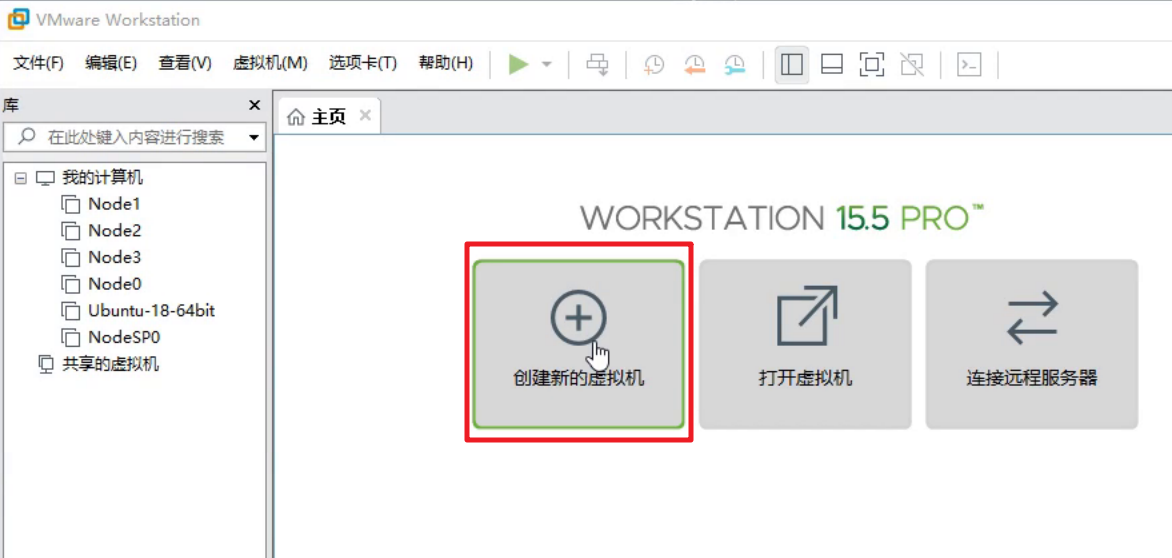 VMware Workstation
文件(F) 编辑(E) 查看(V) 虚拟机(M) 选项卡(T) 帮助(H)
库
主页
在此处键入内容进行搜索
我的计算机
Node1
Node2
Node3
Node0
Ubuntu-18-64bit
NodeSP0
共享的虚拟机
WORKSTATION 15.5 PRO™
创建新的虚拟机
打开虚拟机
连接远程服务器